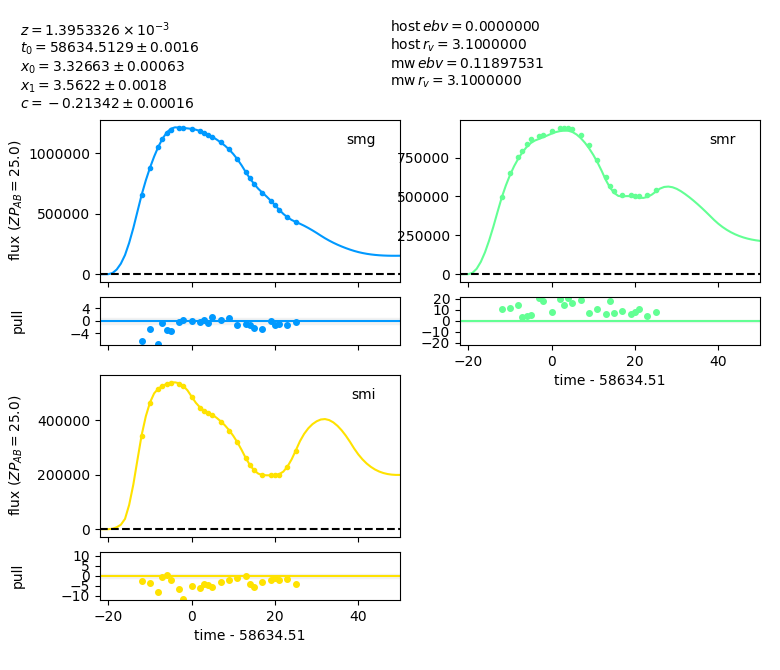 z = 1.3953326 × 10⁻³
t₀ = 58634.5129 ± 0.0016
x₀ = 3.32663 ± 0.00063
x₁ = 3.5622 ± 0.0018
c = −0.21342 ± 0.00016
host ebv = 0.0000000
host r_v = 3.1000000
mw ebv = 0.11897531
mw r_v = 3.1000000
smg
flux (ZP_AB = 25.0)
1000000
500000
0
pull
4
0
−4
smr
750000
500000
250000
0
20
10
0
−10
−20
−20 0 20 40
time - 58634.51
smi
flux (ZP_AB = 25.0)
400000
200000
0
pull
10
5
0
−5
−10
−20 0 20 40
time - 58634.51